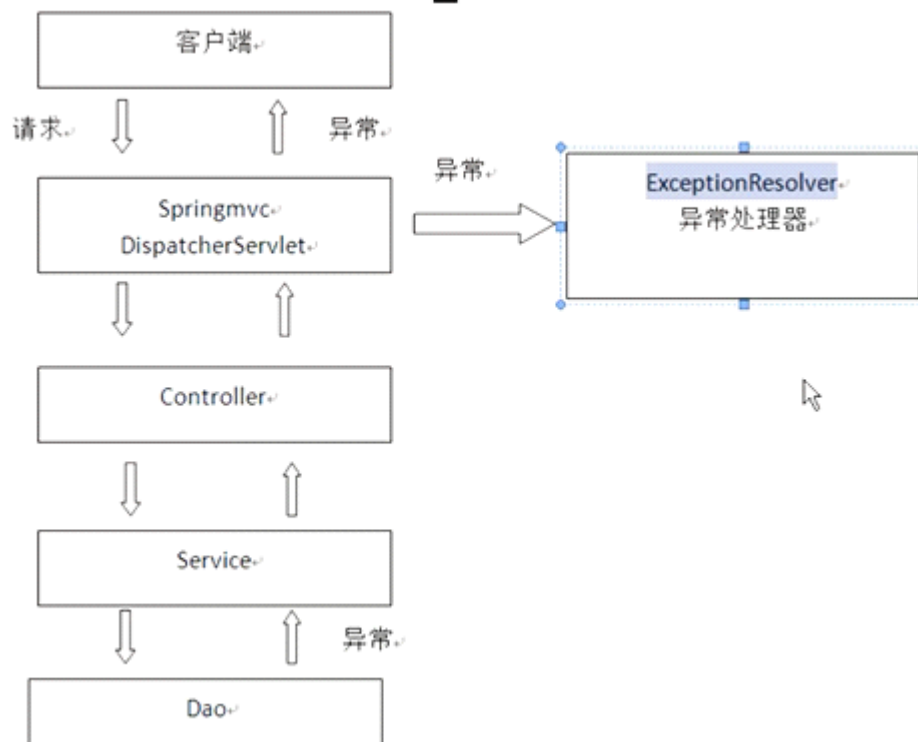 客户端
请求
异常
Springmvc
DispatcherServlet
异常
ExceptionResolver
异常处理器
Controller
Service
异常
Dao